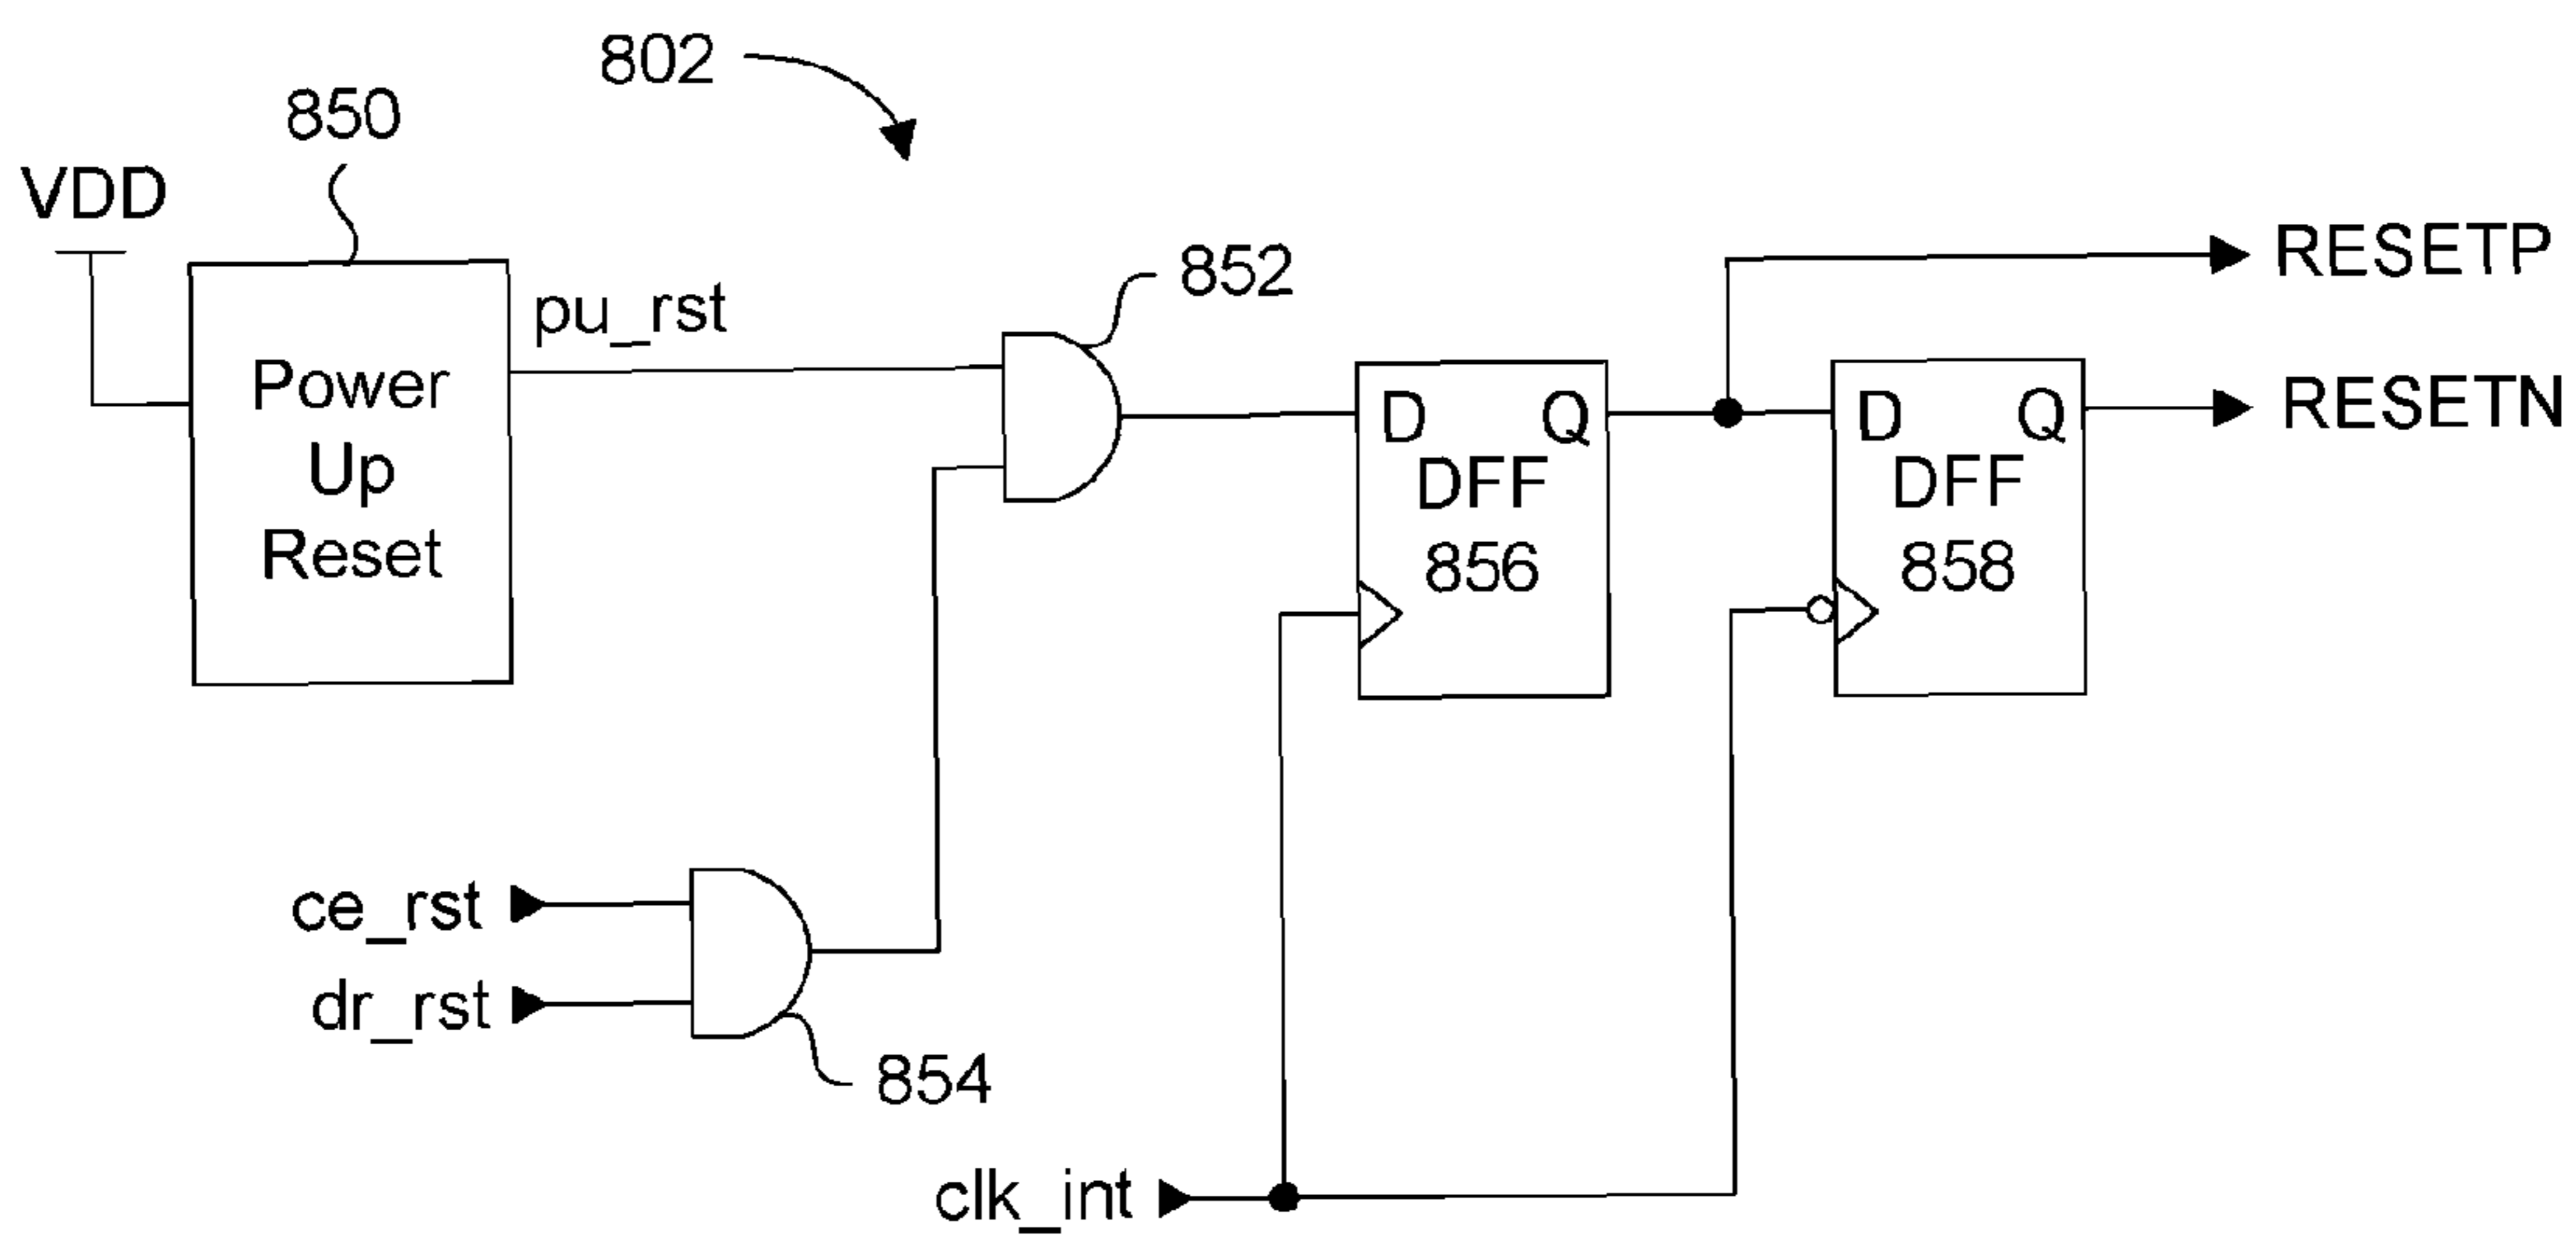 802
850
VDD
852
RESETP
pu_rst
RESETN
Power
Up
Reset
D Q
DFF
856
D Q
DFF
858
ce_rst
dr_rst
854
clk_int